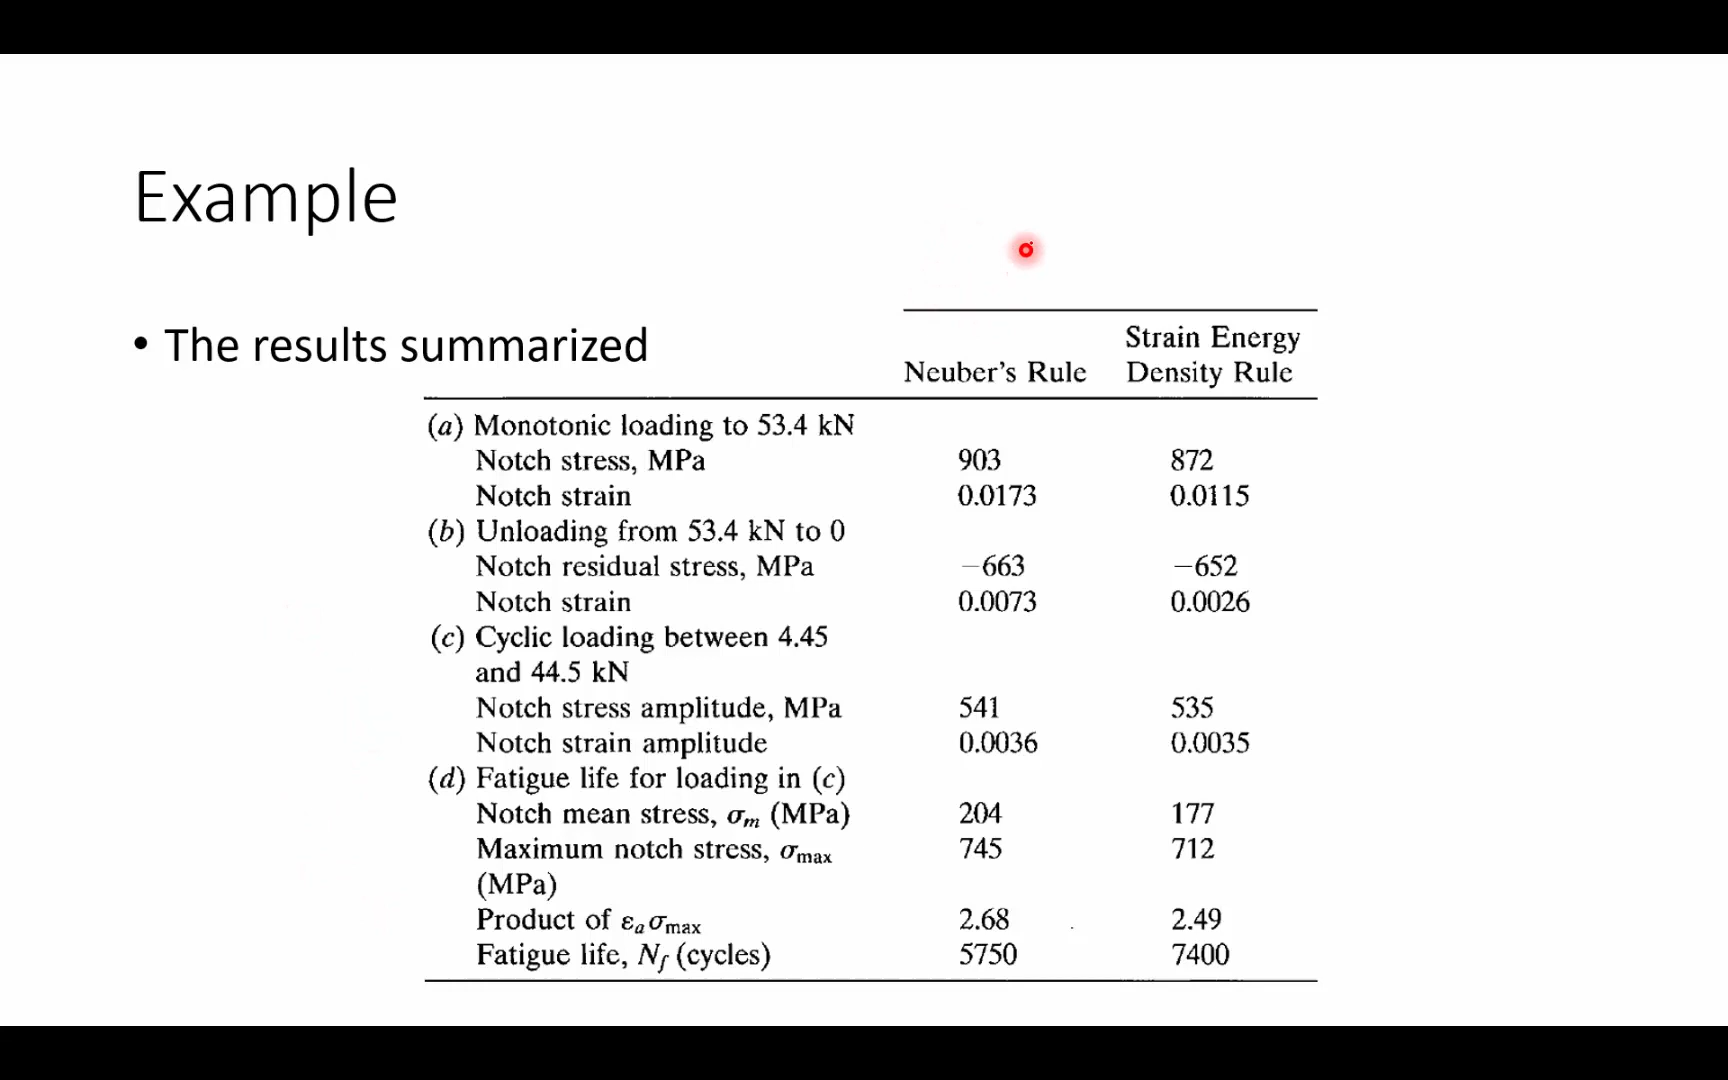 Example
• The results summarized
Strain Energy
Neuber's Rule Density Rule
(a) Monotonic loading to 53.4 kN
Notch stress, MPa 903 872
Notch strain 0.0173 0.0115
(b) Unloading from 53.4 kN to 0
Notch residual stress, MPa −663 −652
Notch strain 0.0073 0.0026
(c) Cyclic loading between 4.45
and 44.5 kN
Notch stress amplitude, MPa 541 535
Notch strain amplitude 0.0036 0.0035
(d) Fatigue life for loading in (c)
Notch mean stress, σm (MPa) 204 177
Maximum notch stress, σmax 745 712
(MPa)
Product of εaσmax 2.68 2.49
Fatigue life, Nf (cycles) 5750 7400